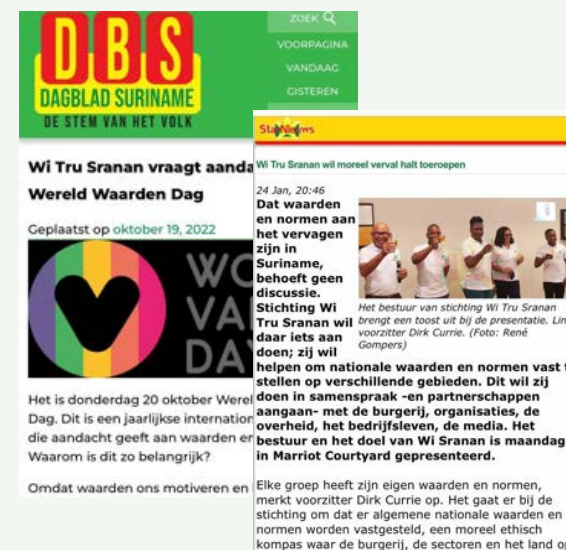 DBS
DAGBLAD SURINAME
DE STEM VAN HET VOLK
ZOEK
VOORPAGINA
VANDAAG
GISTEREN
Wi Tru Sranan vraagt
Wereld Waarden Dag
Geplaatst op oktober 19, 2022
Het is donderdag 20 oktober
Dag. Dit is een jaarlijkse
die aandacht geeft aan waarden
Waarom is dit zo belangrijk?
Omdat waarden ons motiveren en
Wi Tru Sranan wil moreel verval halt toeroepen
24 Jan, 20:46
Dat waarden
en normen aan
het vervagen
zijn in
Suriname,
behoeft geen
discussie.
Stichting Wi
Tru Sranan wil
daar iets aan
doen; zij wil
Het bestuur van stichting Wi Tru Sranan
brengt een toost uit bij de presentatie.
voorzitter Dirk Currie. (Foto: René
Gompers)
helpen om nationale waarden en normen vast
stellen op verschillende gebieden. Dit wil zij
doen in samenspraak -en partnerschappen
aangaan- met de burgerij, organisaties, de
overheid, het bedrijfsleven, de media. Het
bestuur en het doel van Wi Sranan is maandag
in Marriot Courtyard gepresenteerd.
Elke groep heeft zijn eigen waarden en normen,
merkt voorzitter Dirk Currie op. Het gaat er bij de
stichting om dat er algemene nationale waarden en
normen worden vastgesteld, een moreel ethisch
kompas waar de burgerij, de sectoren en het land